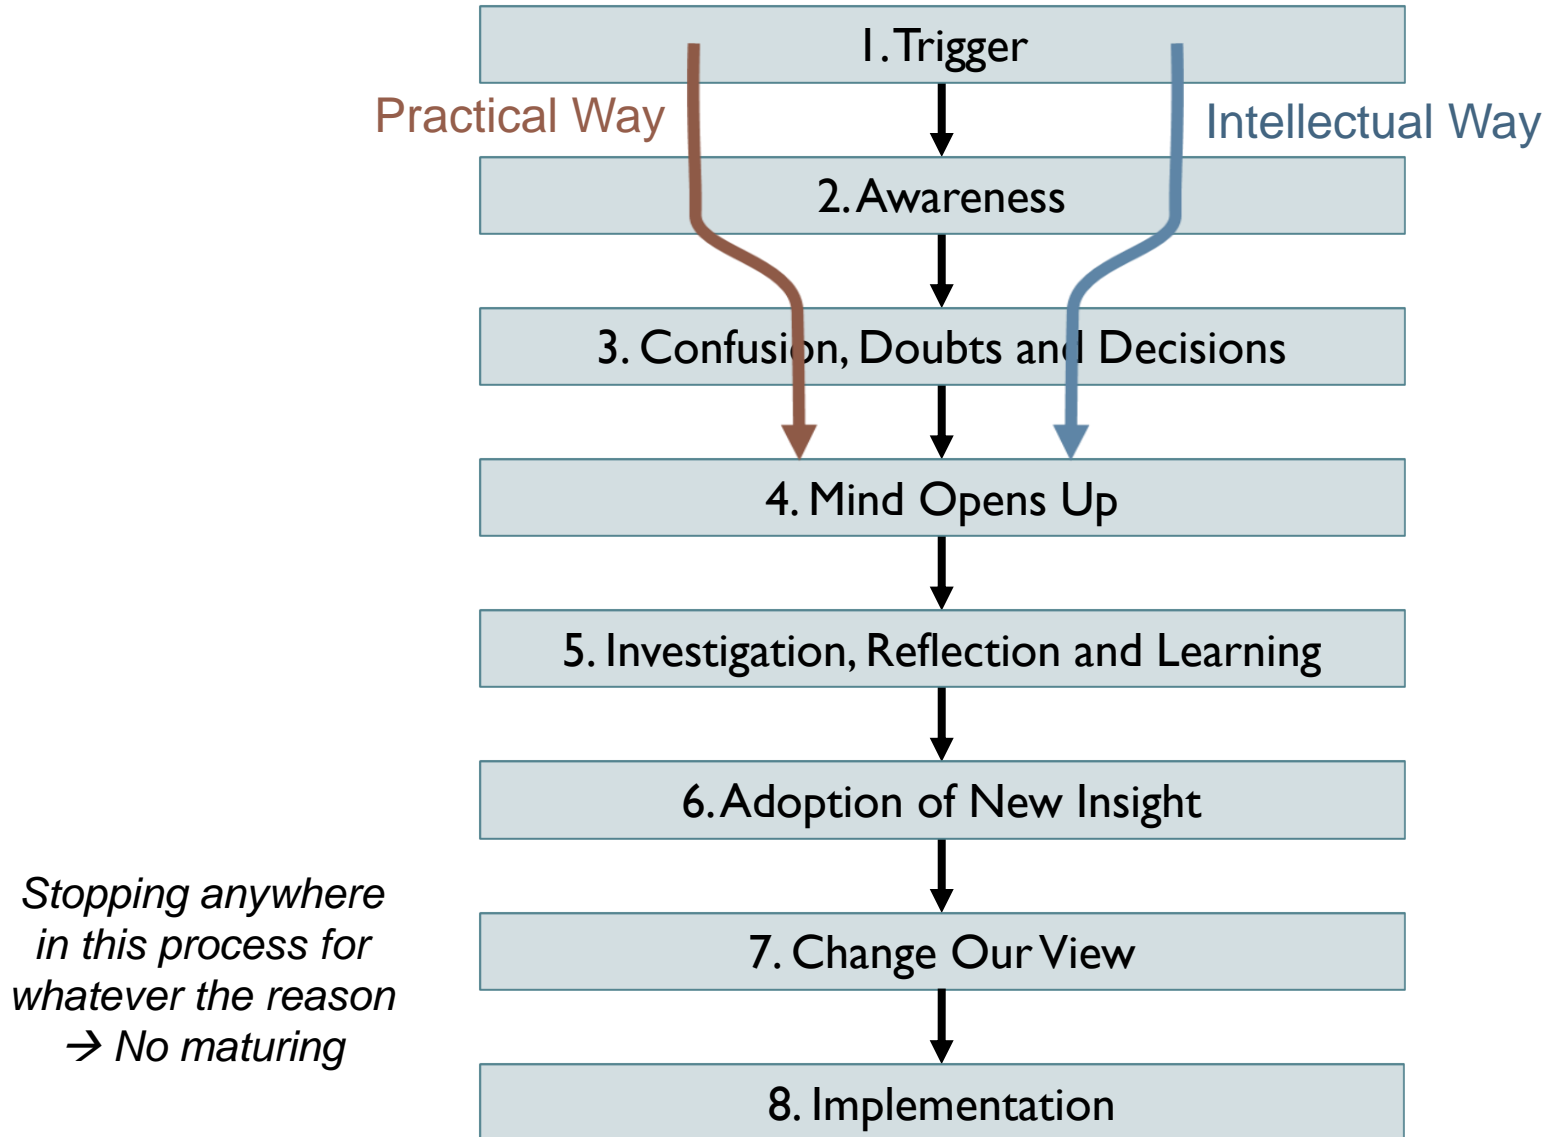 1. Trigger
Practical Way
Intellectual Way
2. Awareness
3. Confusion, Doubts and Decisions
4. Mind Opens Up
5. Investigation, Reflection and Learning
6. Adoption of New Insight
7. Change Our View
8. Implementation
Stopping anywhere
in this process for
whatever the reason
→ No maturing